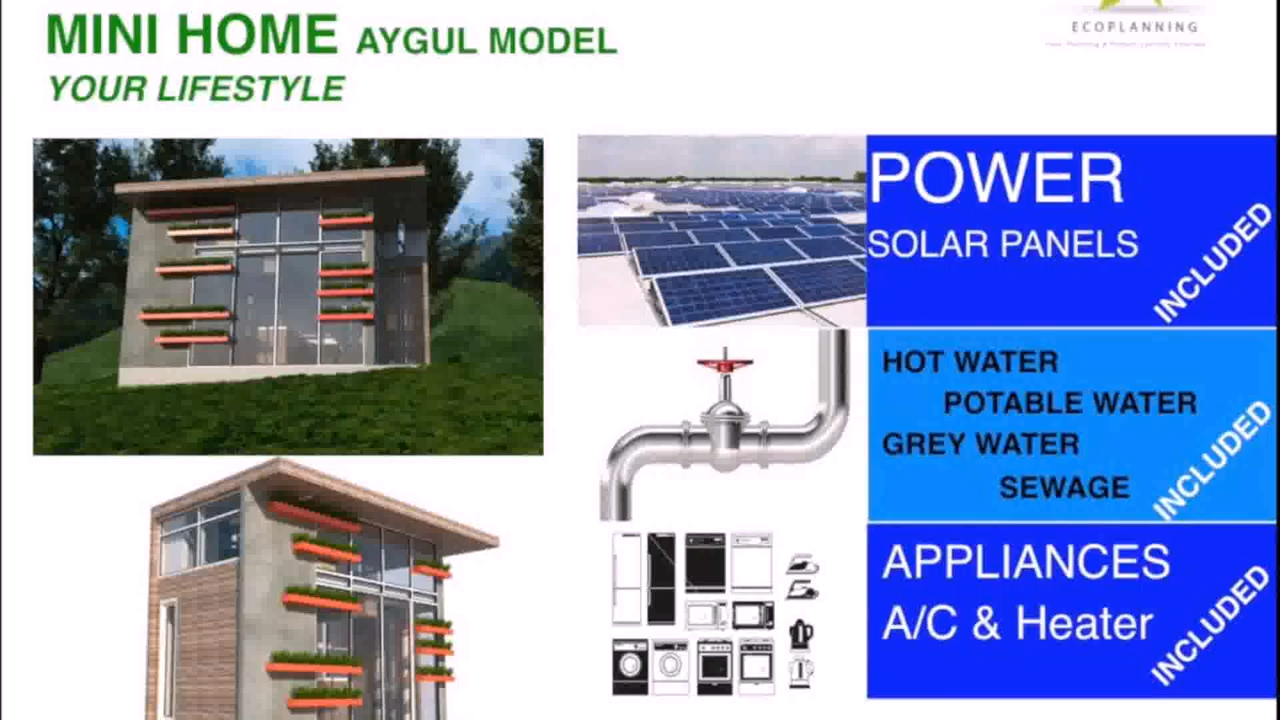 MINI HOME AYGUL MODEL
YOUR LIFESTYLE
ECOPLANNING
POWER
SOLAR PANELS
INCLUDED
HOT WATER
POTABLE WATER
GREY WATER
SEWAGE
INCLUDED
APPLIANCES
A/C & Heater
INCLUDED